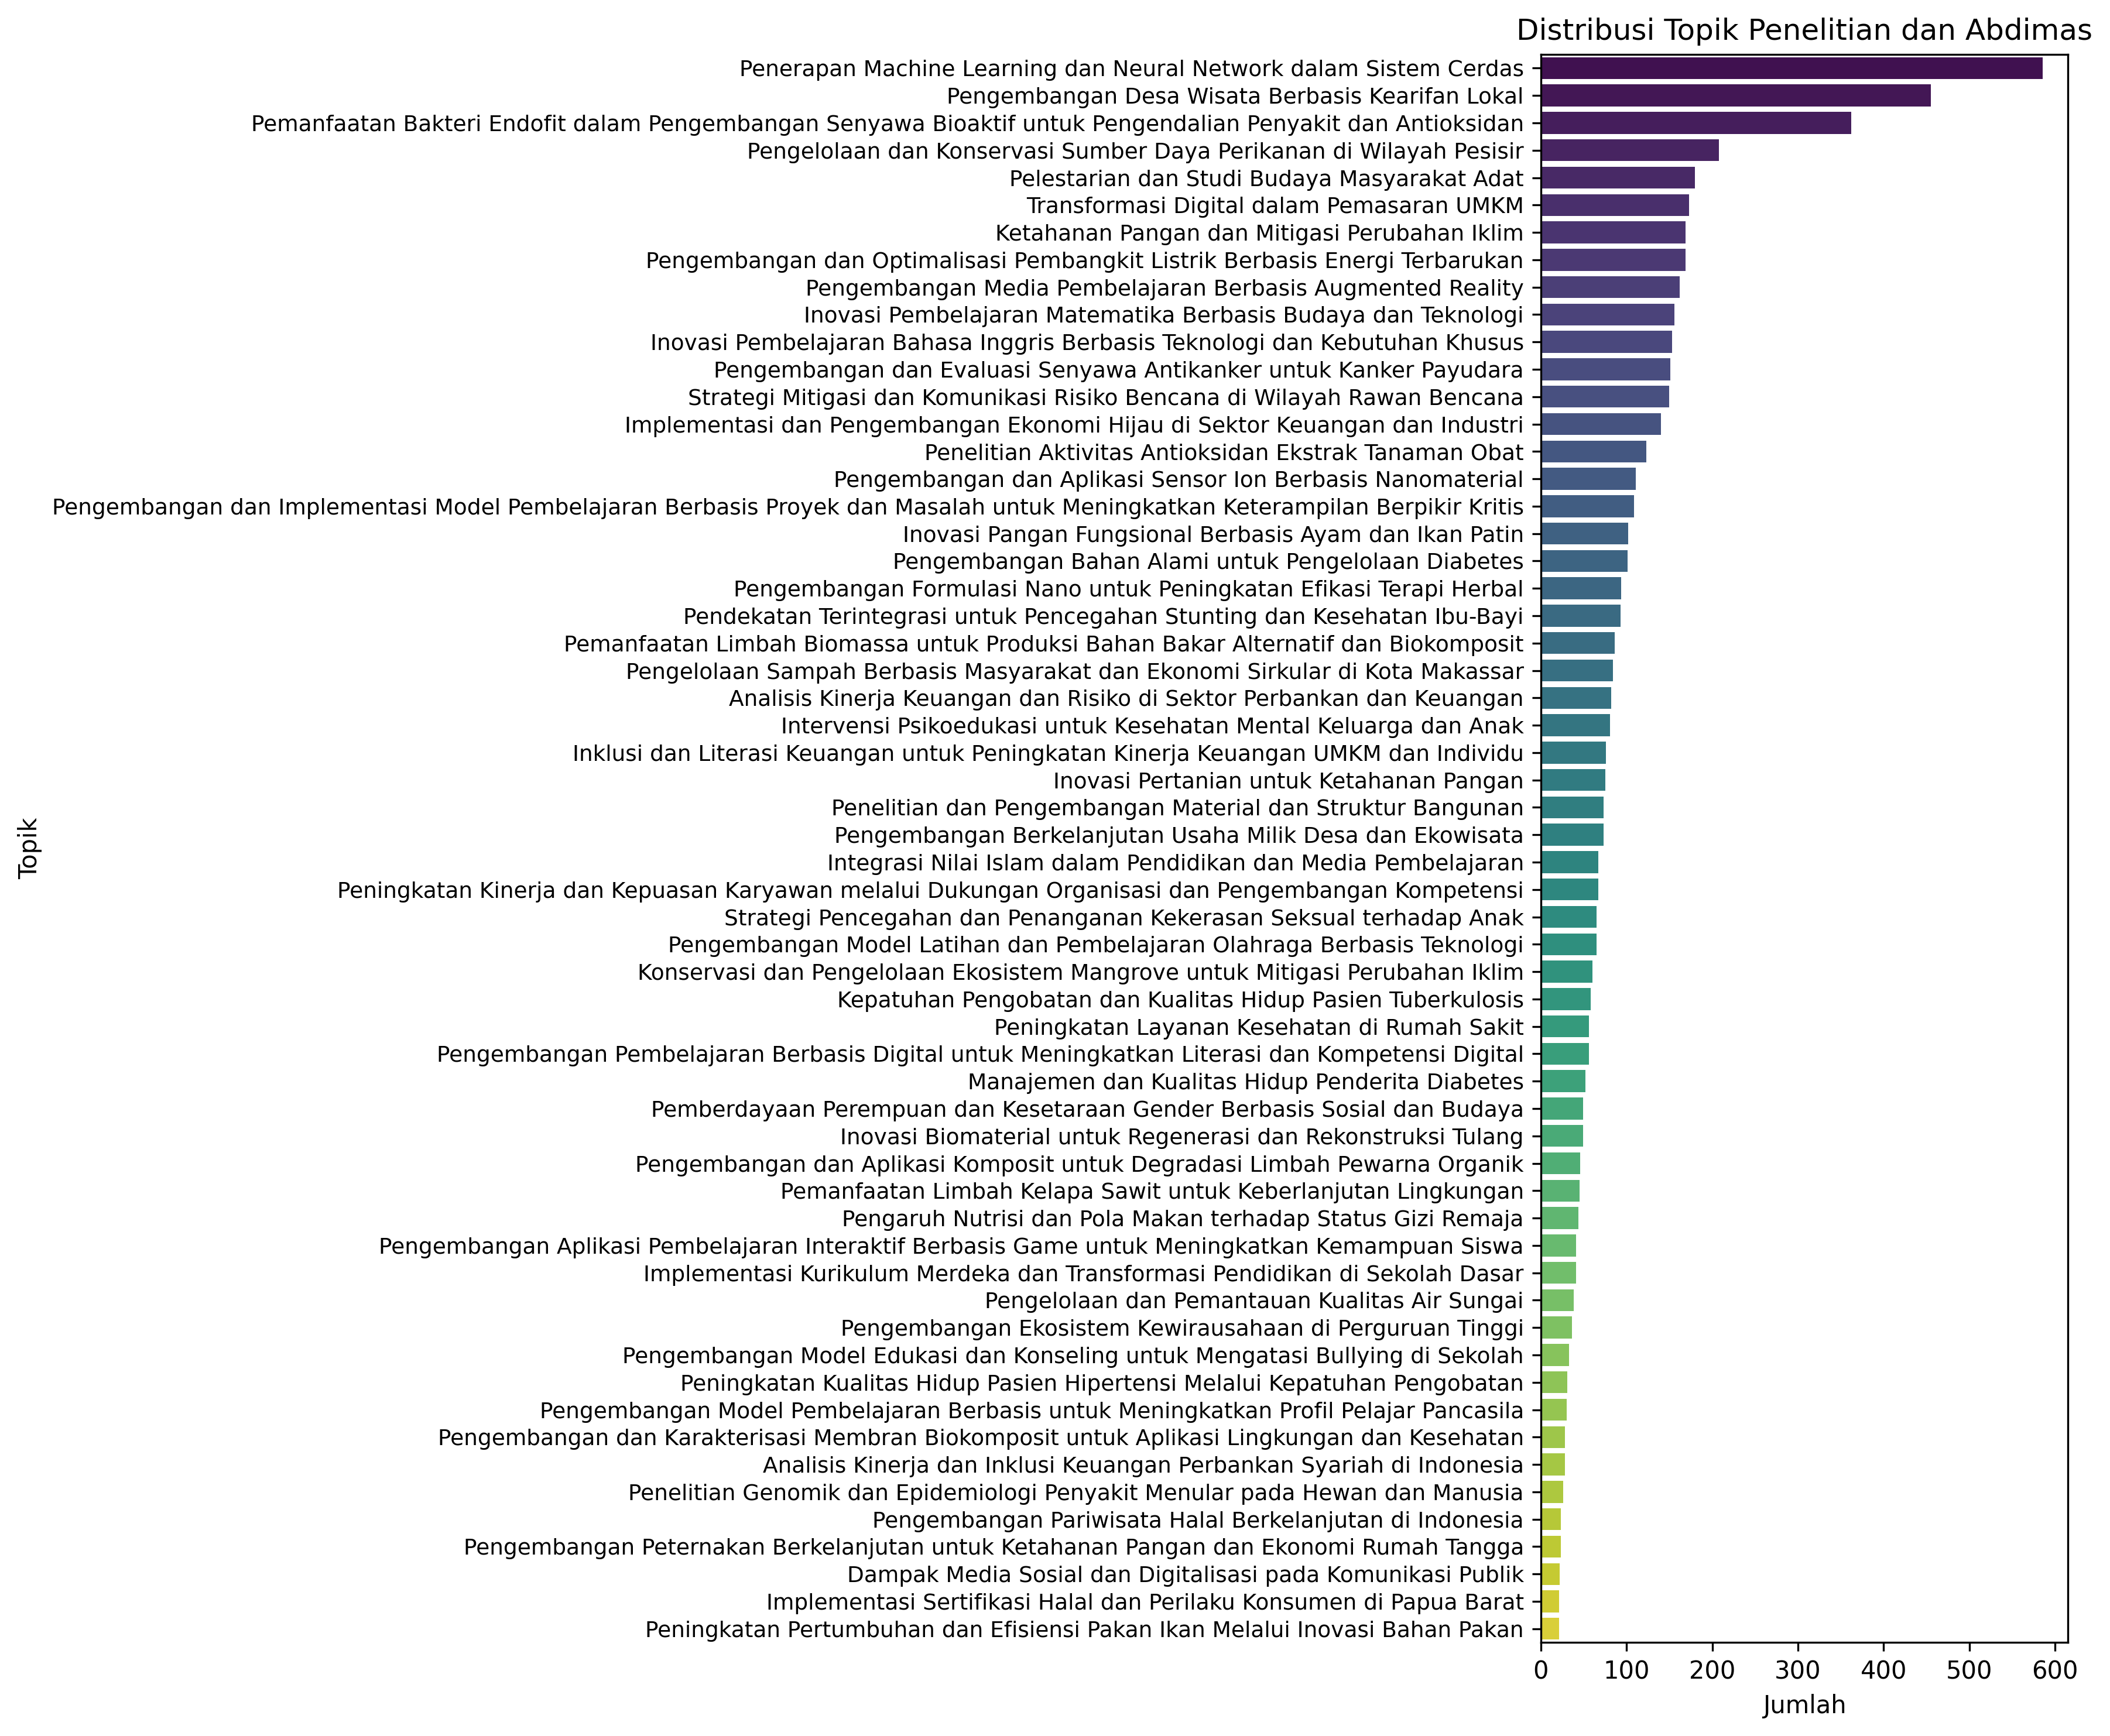 Distribusi Topik Penelitian dan Abdimas
Penerapan Machine Learning dan Neural Network dalam Sistem Cerdas
Pengembangan Desa Wisata Berbasis Kearifan Lokal
Pemanfaatan Bakteri Endofit dalam Pengembangan Senyawa Bioaktif untuk Pengendalian Penyakit dan Antioksidan
Pengelolaan dan Konservasi Sumber Daya Perikanan di Wilayah Pesisir
Pelestarian dan Studi Budaya Masyarakat Adat
Transformasi Digital dalam Pemasaran UMKM
Ketahanan Pangan dan Mitigasi Perubahan Iklim
Pengembangan dan Optimalisasi Pembangkit Listrik Berbasis Energi Terbarukan
Pengembangan Media Pembelajaran Berbasis Augmented Reality
Inovasi Pembelajaran Matematika Berbasis Budaya dan Teknologi
Inovasi Pembelajaran Bahasa Inggris Berbasis Teknologi dan Kebutuhan Khusus
Pengembangan dan Evaluasi Senyawa Antikanker untuk Kanker Payudara
Strategi Mitigasi dan Komunikasi Risiko Bencana di Wilayah Rawan Bencana
Implementasi dan Pengembangan Ekonomi Hijau di Sektor Keuangan dan Industri
Penelitian Aktivitas Antioksidan Ekstrak Tanaman Obat
Pengembangan dan Aplikasi Sensor Ion Berbasis Nanomaterial
Pengembangan dan Implementasi Model Pembelajaran Berbasis Proyek dan Masalah untuk Meningkatkan Keterampilan Berpikir Kritis
Inovasi Pangan Fungsional Berbasis Ayam dan Ikan Patin
Pengembangan Bahan Alami untuk Pengelolaan Diabetes
Pengembangan Formulasi Nano untuk Peningkatan Efikasi Terapi Herbal
Pendekatan Terintegrasi untuk Pencegahan Stunting dan Kesehatan Ibu-Bayi
Pemanfaatan Limbah Biomassa untuk Produksi Bahan Bakar Alternatif dan Biokomposit
Pengelolaan Sampah Berbasis Masyarakat dan Ekonomi Sirkular di Kota Makassar
Analisis Kinerja Keuangan dan Risiko di Sektor Perbankan dan Keuangan
Intervensi Psikoedukasi untuk Kesehatan Mental Keluarga dan Anak
Inklusi dan Literasi Keuangan untuk Peningkatan Kinerja Keuangan UMKM dan Individu
Inovasi Pertanian untuk Ketahanan Pangan
Penelitian dan Pengembangan Material dan Struktur Bangunan
Pengembangan Berkelanjutan Usaha Milik Desa dan Ekowisata
Integrasi Nilai Islam dalam Pendidikan dan Media Pembelajaran
Peningkatan Kinerja dan Kepuasan Karyawan melalui Dukungan Organisasi dan Pengembangan Kompetensi
Strategi Pencegahan dan Penanganan Kekerasan Seksual terhadap Anak
Pengembangan Model Latihan dan Pembelajaran Olahraga Berbasis Teknologi
Konservasi dan Pengelolaan Ekosistem Mangrove untuk Mitigasi Perubahan Iklim
Kepatuhan Pengobatan dan Kualitas Hidup Pasien Tuberkulosis
Peningkatan Layanan Kesehatan di Rumah Sakit
Pengembangan Pembelajaran Berbasis Digital untuk Meningkatkan Literasi dan Kompetensi Digital
Manajemen dan Kualitas Hidup Penderita Diabetes
Pemberdayaan Perempuan dan Kesetaraan Gender Berbasis Sosial dan Budaya
Inovasi Biomaterial untuk Regenerasi dan Rekonstruksi Tulang
Pengembangan dan Aplikasi Komposit untuk Degradasi Limbah Pewarna Organik
Pemanfaatan Limbah Kelapa Sawit untuk Keberlanjutan Lingkungan
Pengaruh Nutrisi dan Pola Makan terhadap Status Gizi Remaja
Pengembangan Aplikasi Pembelajaran Interaktif Berbasis Game untuk Meningkatkan Kemampuan Siswa
Implementasi Kurikulum Merdeka dan Transformasi Pendidikan di Sekolah Dasar
Pengelolaan dan Pemantauan Kualitas Air Sungai
Pengembangan Ekosistem Kewirausahaan di Perguruan Tinggi
Pengembangan Model Edukasi dan Konseling untuk Mengatasi Bullying di Sekolah
Peningkatan Kualitas Hidup Pasien Hipertensi Melalui Kepatuhan Pengobatan
Pengembangan Model Pembelajaran Berbasis untuk Meningkatkan Profil Pelajar Pancasila
Pengembangan dan Karakterisasi Membran Biokomposit untuk Aplikasi Lingkungan dan Kesehatan
Analisis Kinerja dan Inklusi Keuangan Perbankan Syariah di Indonesia
Penelitian Genomik dan Epidemiologi Penyakit Menular pada Hewan dan Manusia
Pengembangan Pariwisata Halal Berkelanjutan di Indonesia
Pengembangan Peternakan Berkelanjutan untuk Ketahanan Pangan dan Ekonomi Rumah Tangga
Dampak Media Sosial dan Digitalisasi pada Komunikasi Publik
Implementasi Sertifikasi Halal dan Perilaku Konsumen di Papua Barat
Peningkatan Pertumbuhan dan Efisiensi Pakan Ikan Melalui Inovasi Bahan Pakan
Topik
0 100 200 300 400 500 600
Jumlah